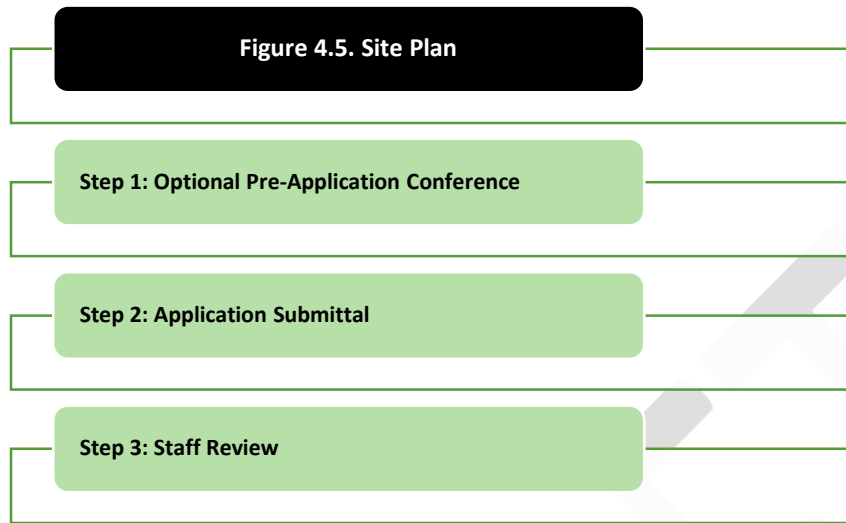 Figure 4.5. Site Plan
Step 1: Optional Pre-Application Conference
Step 2: Application Submittal
Step 3: Staff Review